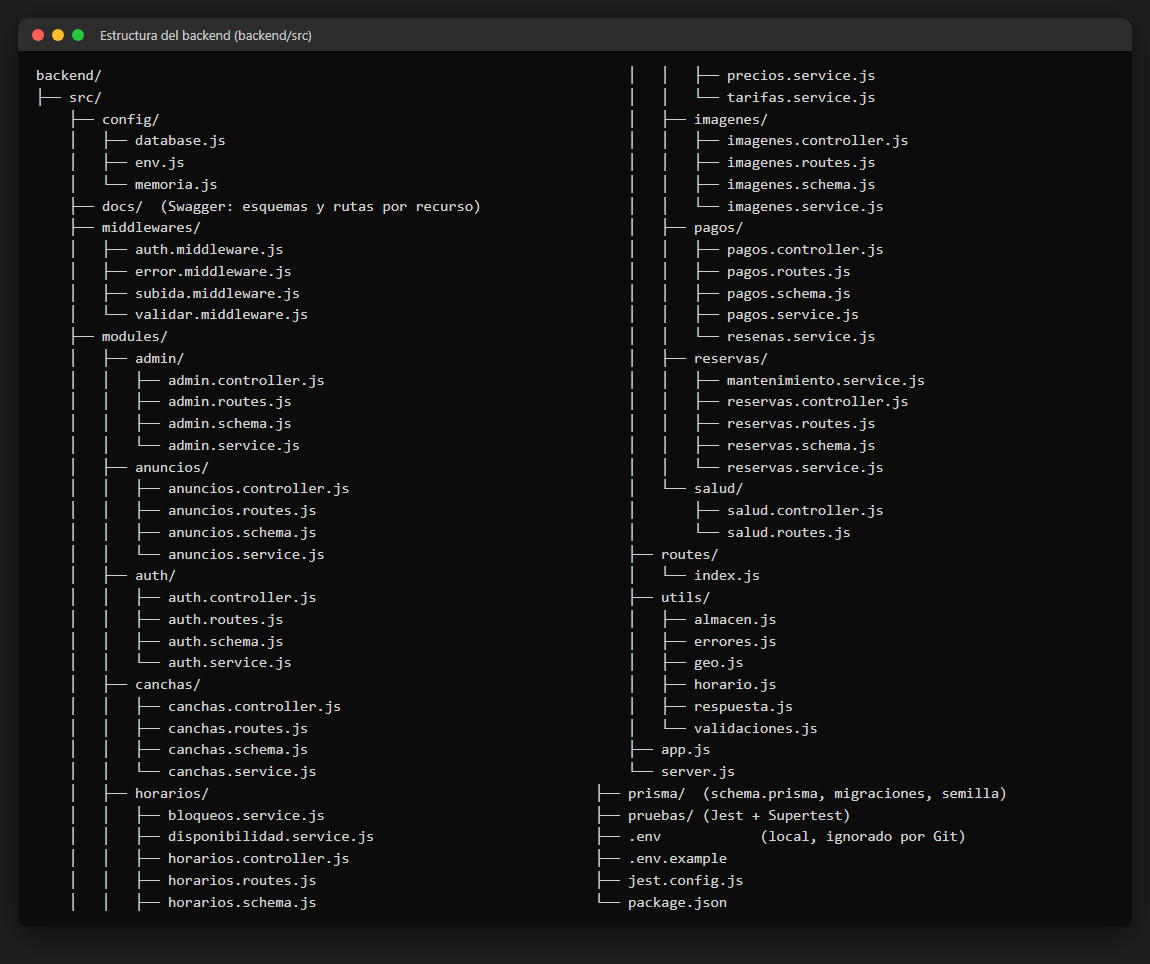 Estructura del backend (backend/src)
backend/
├── src/
    ├── config/
    │   ├── database.js
    │   ├── env.js
    │   └── memoria.js
    ├── docs/  (Swagger: esquemas y rutas por recurso)
    ├── middlewares/
    │   ├── auth.middleware.js
    │   ├── error.middleware.js
    │   ├── subida.middleware.js
    │   └── validar.middleware.js
    ├── modules/
    │   ├── admin/
    │   │   ├── admin.controller.js
    │   │   ├── admin.routes.js
    │   │   ├── admin.schema.js
    │   │   └── admin.service.js
    │   ├── anuncios/
    │   │   ├── anuncios.controller.js
    │   │   ├── anuncios.routes.js
    │   │   ├── anuncios.schema.js
    │   │   └── anuncios.service.js
    │   ├── auth/
    │   │   ├── auth.controller.js
    │   │   ├── auth.routes.js
    │   │   ├── auth.schema.js
    │   │   └── auth.service.js
    │   ├── canchas/
    │   │   ├── canchas.controller.js
    │   │   ├── canchas.routes.js
    │   │   ├── canchas.schema.js
    │   │   └── canchas.service.js
    │   ├── horarios/
    │   │   ├── bloqueos.service.js
    │   │   ├── disponibilidad.service.js
    │   │   ├── horarios.controller.js
    │   │   ├── horarios.routes.js
    │   │   ├── horarios.schema.js
    │   │   ├── precios.service.js
    │   │   └── tarifas.service.js
    │   ├── imagenes/
    │   │   ├── imagenes.controller.js
    │   │   ├── imagenes.routes.js
    │   │   ├── imagenes.schema.js
    │   │   └── imagenes.service.js
    │   ├── pagos/
    │   │   ├── pagos.controller.js
    │   │   ├── pagos.routes.js
    │   │   ├── pagos.schema.js
    │   │   ├── pagos.service.js
    │   │   └── resenas.service.js
    │   ├── reservas/
    │   │   ├── mantenimiento.service.js
    │   │   ├── reservas.controller.js
    │   │   ├── reservas.routes.js
    │   │   ├── reservas.schema.js
    │   │   └── reservas.service.js
    │   └── salud/
    │       ├── salud.controller.js
    │       └── salud.routes.js
    ├── routes/
    │   └── index.js
    ├── utils/
    │   ├── almacen.js
    │   ├── errores.js
    │   ├── geo.js
    │   ├── horario.js
    │   ├── respuesta.js
    │   └── validaciones.js
    ├── app.js
    └── server.js
├── prisma/  (schema.prisma, migraciones, semilla)
├── pruebas/ (Jest + Supertest)
├── .env            (local, ignorado por Git)
├── .env.example
├── jest.config.js
└── package.json